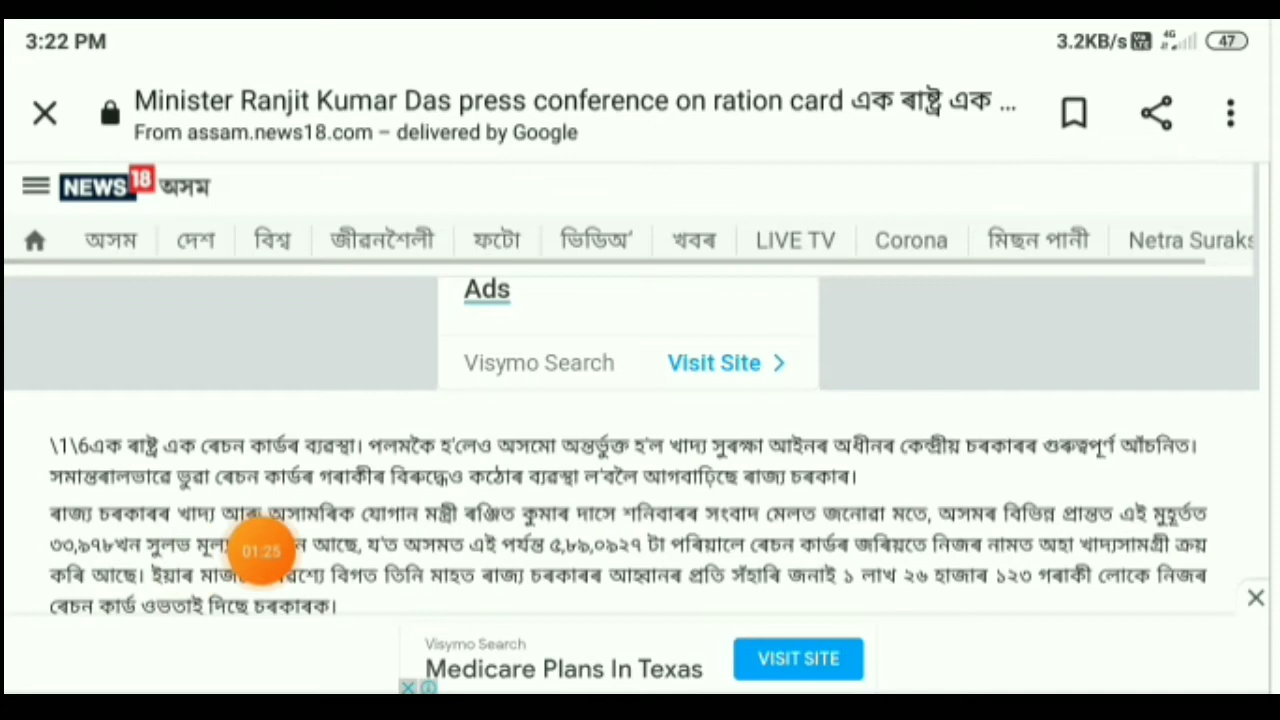 3:22 PM
3.2KB/s 4G 47
Minister Ranjit Kumar Das press conference on ration card এক ৰাষ্ট্ৰ এক ...
From assam.news18.com – delivered by Google
NEWS 18 অসম
অসম দেশ বিশ্ব জীৱনশৈলী ফটো ভিডিঅ' খবৰ LIVE TV Corona মিছন পানী Netra Suraks
Ads
Visymo Search Visit Site
\1\6এক ৰাষ্ট্ৰ এক ৰেচন কাৰ্ডৰ ব্যৱস্থা। পলমকৈ হ'লেও অসমো অন্তৰ্ভুক্ত হ'ল খাদ্য সুৰক্ষা আইনৰ অধীনৰ কেন্দ্ৰীয় চৰকাৰৰ গুৰুত্বপূৰ্ণ আঁচনিত।
সমান্তৰালভাৱে ভুৱা ৰেচন কাৰ্ডৰ গৰাকীৰ বিৰুদ্ধেও কঠোৰ ব্যৱস্থা ল'বলৈ আগবাঢ়িছে ৰাজ্য চৰকাৰ।
ৰাজ্য চৰকাৰৰ খাদ্য আৰু অসামৰিক যোগান মন্ত্ৰী ৰঞ্জিত কুমাৰ দাসে শনিবাৰৰ সংবাদ মেলত জনোৱা মতে, অসমৰ বিভিন্ন প্ৰান্তত এই মুহূৰ্তত
৩৩,৯৭৮খন সুলভ 01:25 আছে, য'ত অসমত এই পৰ্যন্ত ৫,৮৯,০৯২৭ টা পৰিয়ালে ৰেচন কাৰ্ডৰ জৰিয়তে নিজৰ নামত অহা খাদ্যসামগ্ৰী ক্ৰয়
কৰি আছে। ইয়াৰ বিগত তিনি মাহত ৰাজ্য চৰকাৰৰ আহ্বানৰ প্ৰতি সঁহাৰি জনাই ১ লাখ ২৬ হাজাৰ ১২৩ গৰাকী লোকে নিজৰ
ৰেচন কাৰ্ড ওভতাই দিছে চৰকাৰক।
Visymo Search
Medicare Plans In Texas VISIT SITE